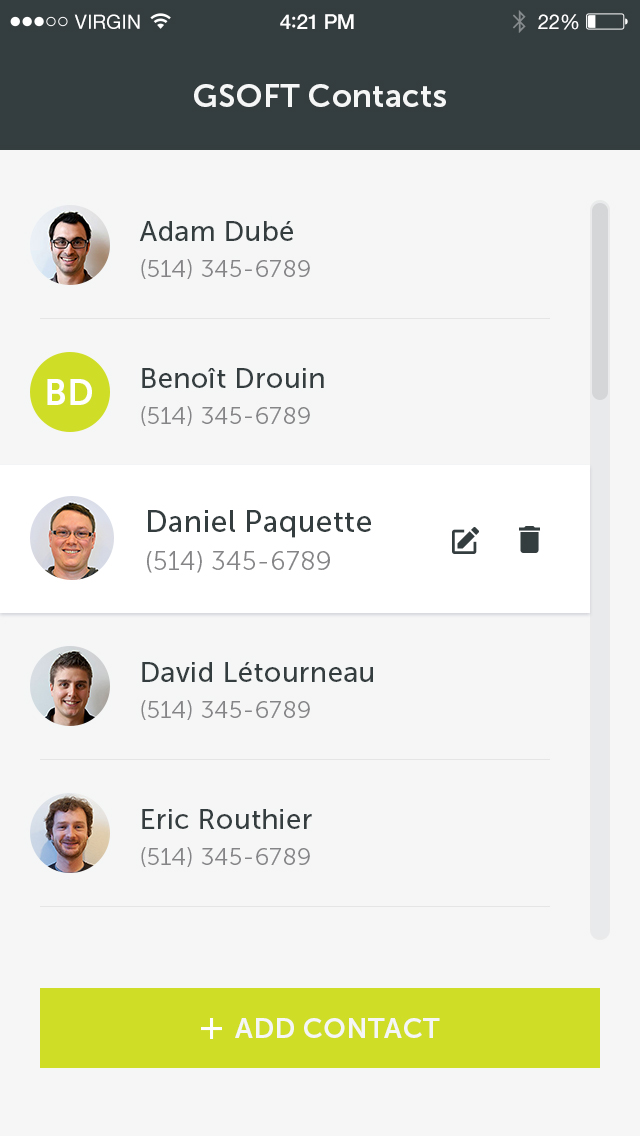 VIRGIN 4:21 PM 22%
GSOFT Contacts
Adam Dubé
(514) 345-6789
BD
Benoît Drouin
(514) 345-6789
Daniel Paquette
(514) 345-6789
David Létourneau
(514) 345-6789
Eric Routhier
(514) 345-6789
+ ADD CONTACT